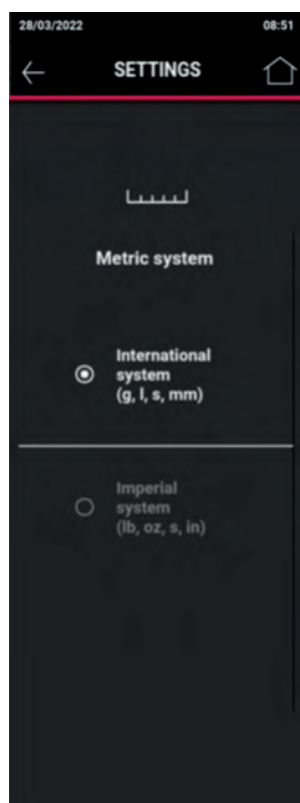 28/03/2022 08:51
SETTINGS
Metric system
International
system
(g, l, s, mm)
Imperial
system
(lb, oz, s, in)